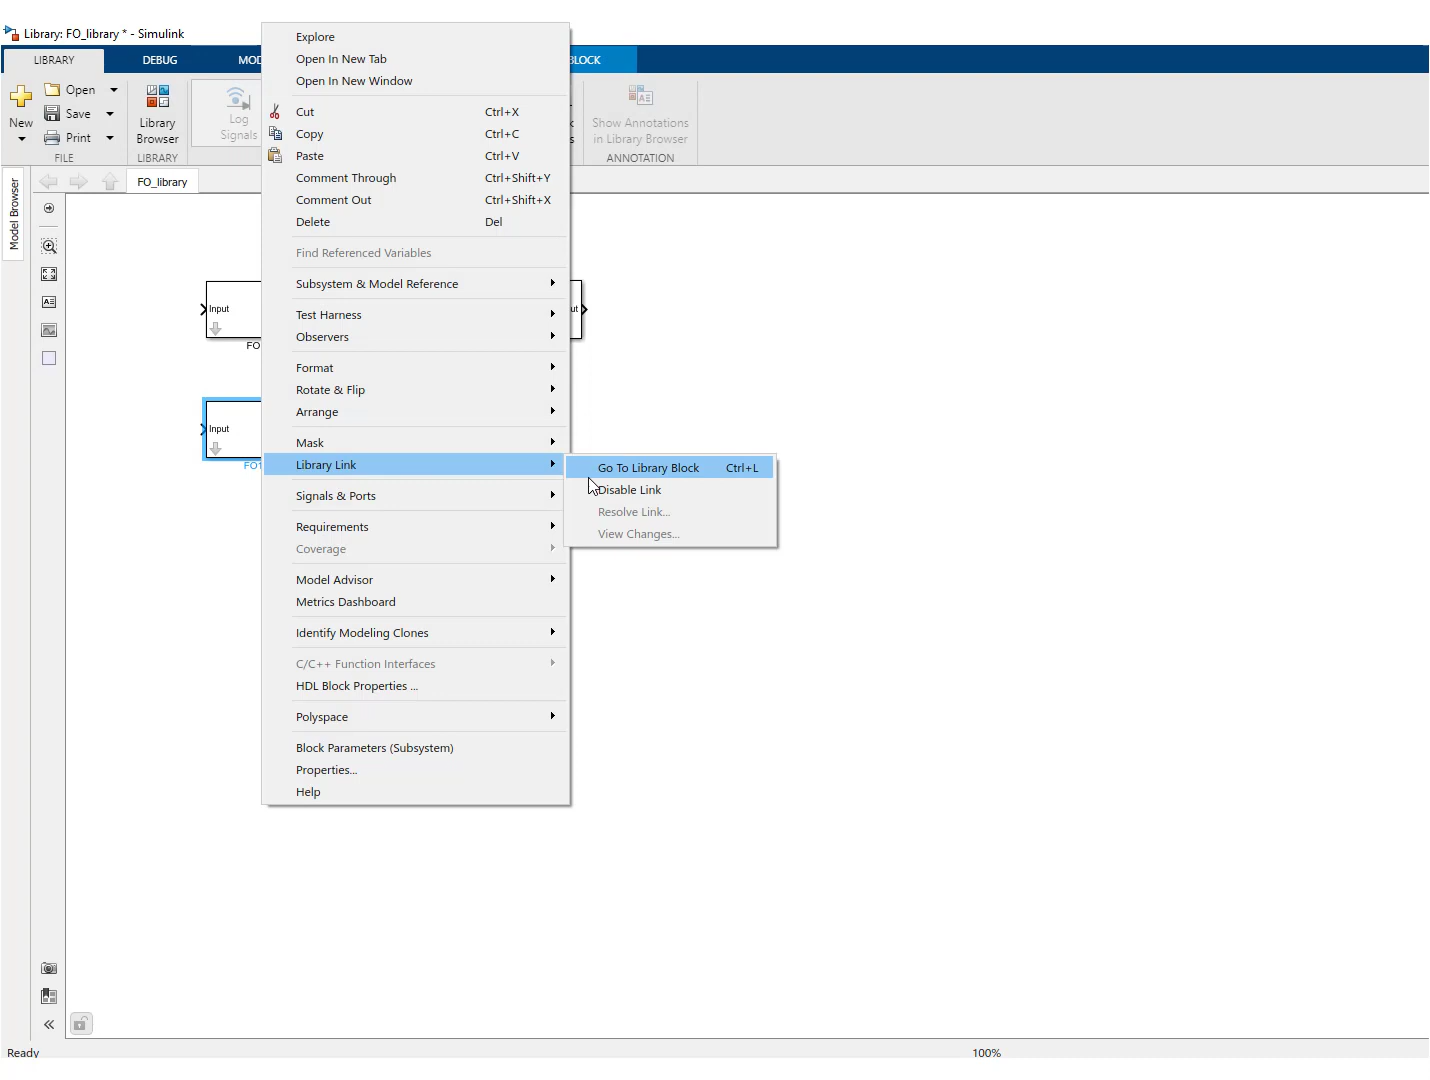 Library: FO_library * - Simulink
LIBRARY
DEBUG
BLOCK
New
Open
Save
Print
FILE
Library
Browser
LIBRARY
Log
Signals
Show Annotations
in Library Browser
ANNOTATION
Model Browser
FO_library
Input
Input
Explore
Open In New Tab
Open In New Window
Cut Ctrl+X
Copy Ctrl+C
Paste Ctrl+V
Comment Through Ctrl+Shift+Y
Comment Out Ctrl+Shift+X
Delete Del
Find Referenced Variables
Subsystem & Model Reference
Test Harness
Observers
Format
Rotate & Flip
Arrange
Mask
Library Link
Signals & Ports
Requirements
Coverage
Model Advisor
Metrics Dashboard
Identify Modeling Clones
C/C++ Function Interfaces
HDL Block Properties ...
Polyspace
Block Parameters (Subsystem)
Properties...
Help
Go To Library Block Ctrl+L
Disable Link
Resolve Link...
View Changes...
Ready
100%